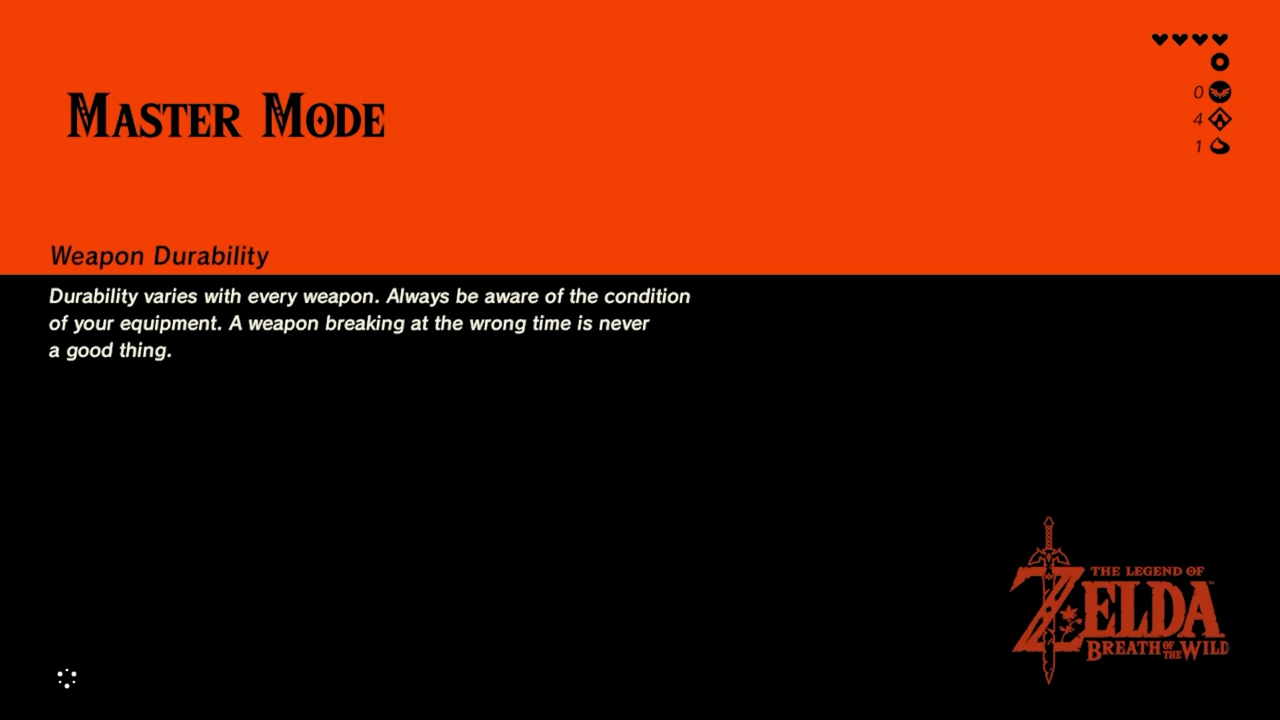 Master Mode
0
4
1
Weapon Durability
Durability varies with every weapon. Always be aware of the condition
of your equipment. A weapon breaking at the wrong time is never
a good thing.
THE LEGEND OF
ZELDA
BREATH OF THE WILD